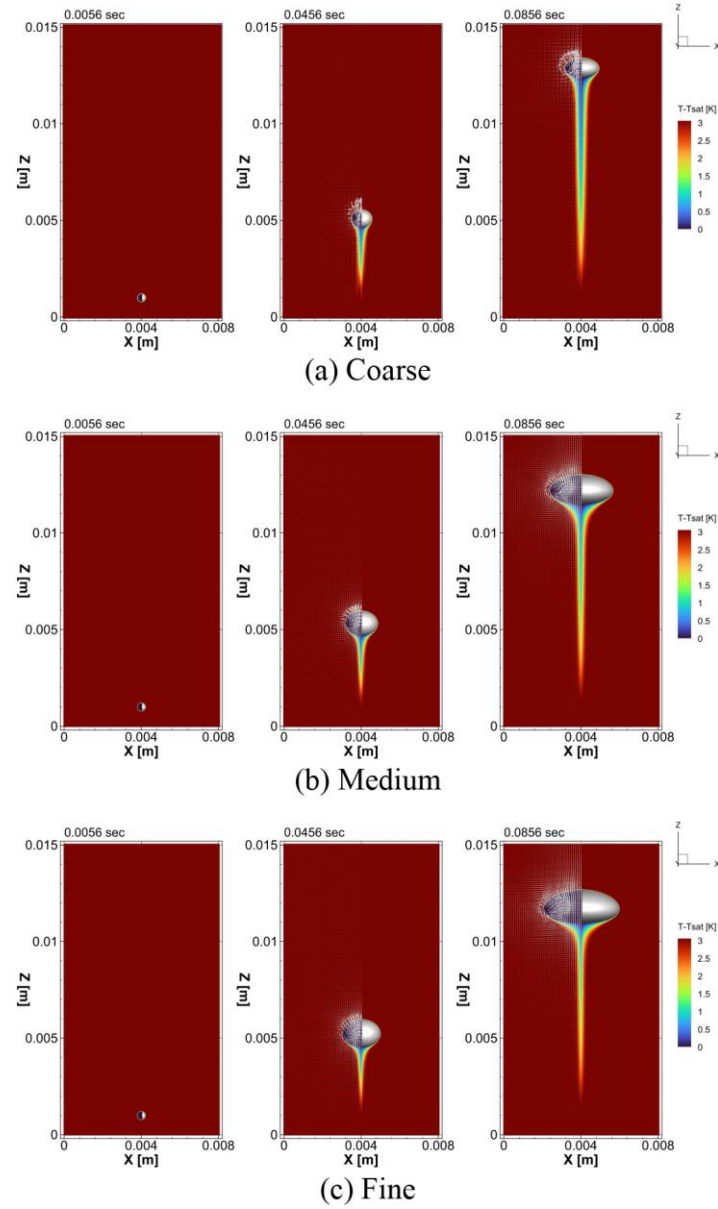 0.0056 sec 0.0456 sec 0.0856 sec
Z
Y X
0.015 0.015 0.015
T-Tsat [K]
3
2.5
2
1.5
1
0.5
0
0.01 0.01 0.01
Z [m] Z [m] Z [m]
0.005 0.005 0.005
0 0 0
0 0.004 0.008 0 0.004 0.008 0 0.004 0.008
X [m] X [m] X [m]
(a) Coarse
0.0056 sec 0.0456 sec 0.0856 sec
Z
Y X
0.015 0.015 0.015
T-Tsat [K]
3
2.5
2
1.5
1
0.5
0
0.01 0.01 0.01
Z [m] Z [m] Z [m]
0.005 0.005 0.005
0 0 0
0 0.004 0.008 0 0.004 0.008 0 0.004 0.008
X [m] X [m] X [m]
(b) Medium
0.0056 sec 0.0456 sec 0.0856 sec
Z
Y X
0.015 0.015 0.015
T-Tsat [K]
3
2.5
2
1.5
1
0.5
0
0.01 0.01 0.01
Z [m] Z [m] Z [m]
0.005 0.005 0.005
0 0 0
0 0.004 0.008 0 0.004 0.008 0 0.004 0.008
X [m] X [m] X [m]
(c) Fine